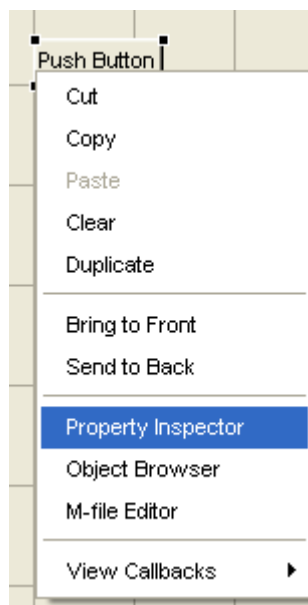 Push Button
Cut
Copy
Paste
Clear
Duplicate
Bring to Front
Send to Back
Property Inspector
Object Browser
M-file Editor
View Callbacks